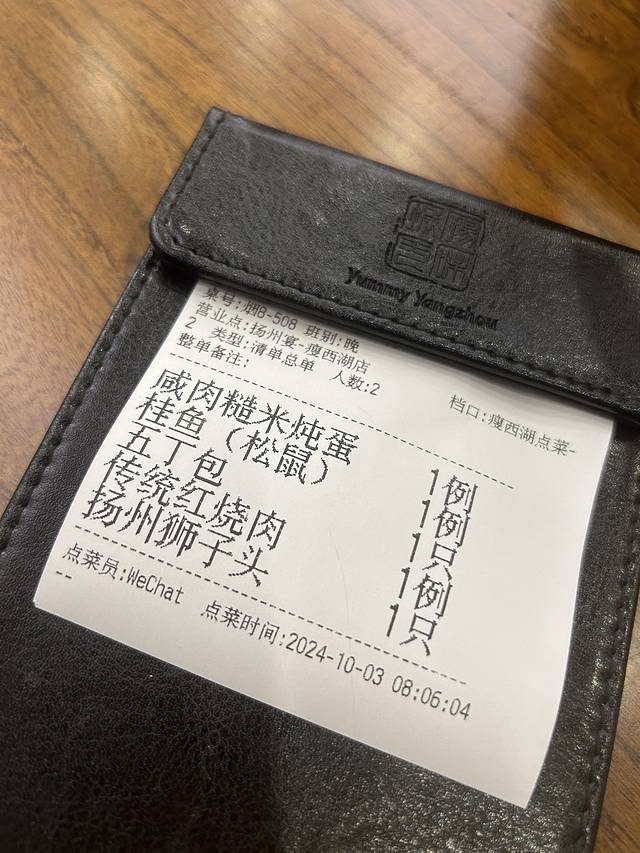 Yummy Yangzhou
桌号:烟8-508 班别:晚
营业点:扬州宴-瘦西湖店 档口:瘦西湖点菜-
2 类型:清单总单 人数:2
整单备注:
咸肉糙米炖蛋 1例
桂鱼（松鼠） 1例
五丁包 1只
传统红烧肉 1例
扬州狮子头 1只
点菜员:WeChat 点菜时间:2024-10-03 08:06:04
--